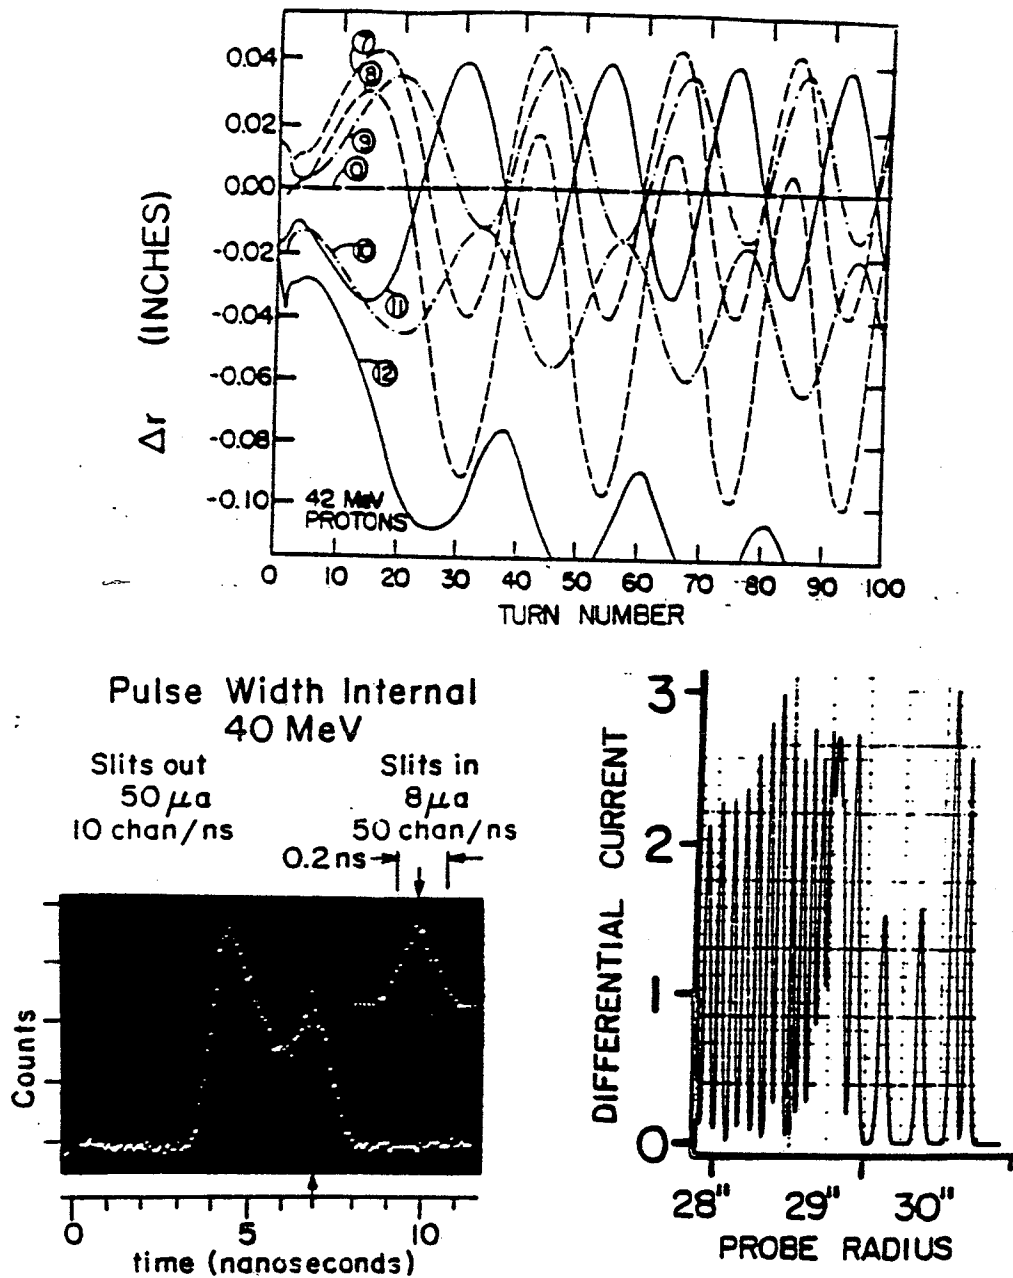 0.04
0.02
0.00
-0.02
-0.04
-0.06
-0.08
-0.10
Δr (INCHES)
7
8
9
0
10
11
12
42 MeV
PROTONS
0 10 20 30 40 50 60 70 80 90 100
TURN NUMBER
Pulse Width Internal
40 MeV
Slits out
50 μa
10 chan/ns
Slits in
8 μa
50 chan/ns
0.2 ns
Counts
0 5 10
time (nanoseconds)
3
2
1
0
DIFFERENTIAL CURRENT
28" 29" 30"
PROBE RADIUS